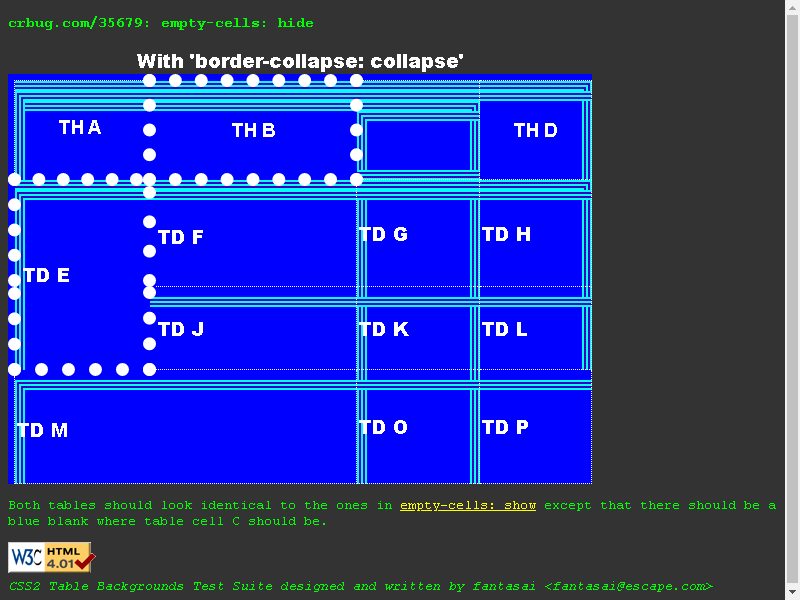 crbug.com/35679: empty-cells: hide
With 'border-collapse: collapse'
TH A
TH B
TH D
TD E
TD F
TD G
TD H
TD J
TD K
TD L
TD M
TD O
TD P
Both tables should look identical to the ones in empty-cells: show except that there should be a
blue blank where table cell C should be.
W3C HTML 4.01
CSS2 Table Backgrounds Test Suite designed and written by fantasai <fantasai@escape.com>